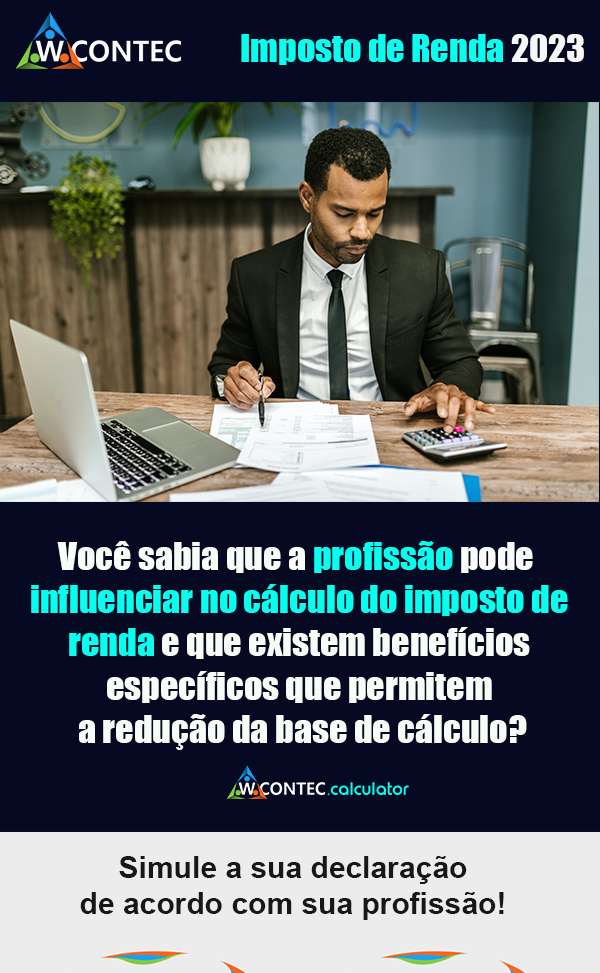 W.CONTEC
Imposto de Renda 2023
Você sabia que a profissão pode
influenciar no cálculo do imposto de
renda e que existem benefícios
específicos que permitem
a redução da base de cálculo?
W.CONTEC.calculator
Simule a sua declaração
de acordo com sua profissão!